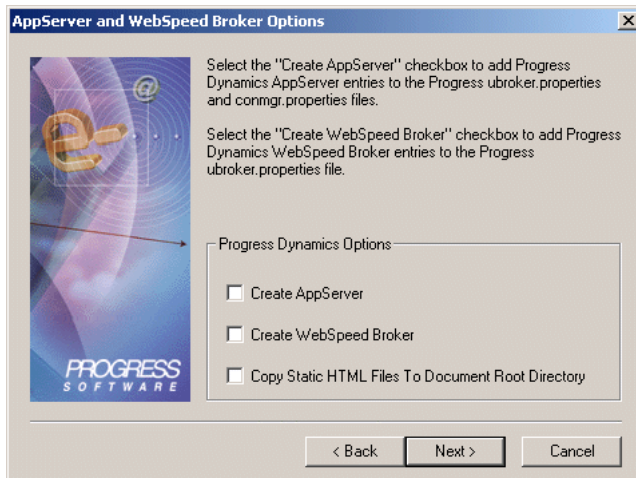 AppServer and WebSpeed Broker Options
Select the "Create AppServer" checkbox to add Progress
Dynamics AppServer entries to the Progress ubroker.properties
and conmgr.properties files.
Select the "Create WebSpeed Broker" checkbox to add Progress
Dynamics WebSpeed Broker entries to the Progress
ubroker.properties file.
@
e-
Progress Dynamics Options
Create AppServer
Create WebSpeed Broker
Copy Static HTML Files To Document Root Directory
PROGRESS
SOFTWARE
< Back
Next >
Cancel